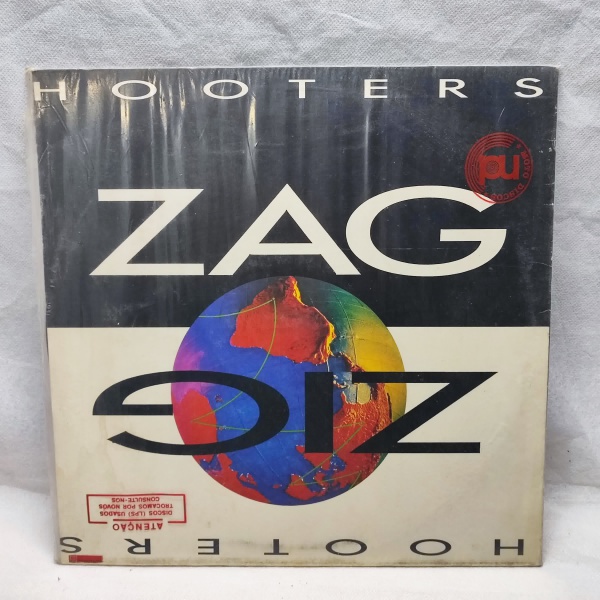 HOOTERS
ZAG
ZIG
HOOTERS
ATENÇÃO
DISCOS (LPS) USADOS
TROCAMOS POR NOVOS
CONSULTE-NOS